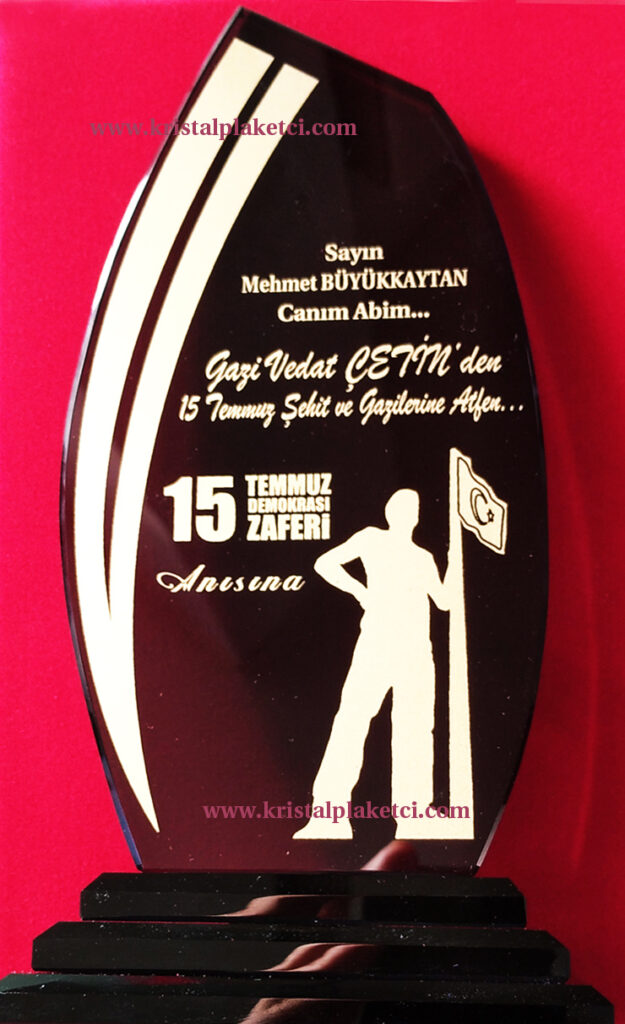 www.kristalplaketci.com
Sayın
Mehmet BÜYÜKKAYTAN
Canım Abim...
Gazi Vedat ÇETİN'den
15 Temmuz Şehit ve Gazilerine Atfen...
15 TEMMUZ
DEMOKRASİ
ZAFERİ
Anısına
www.kristalplaketci.com